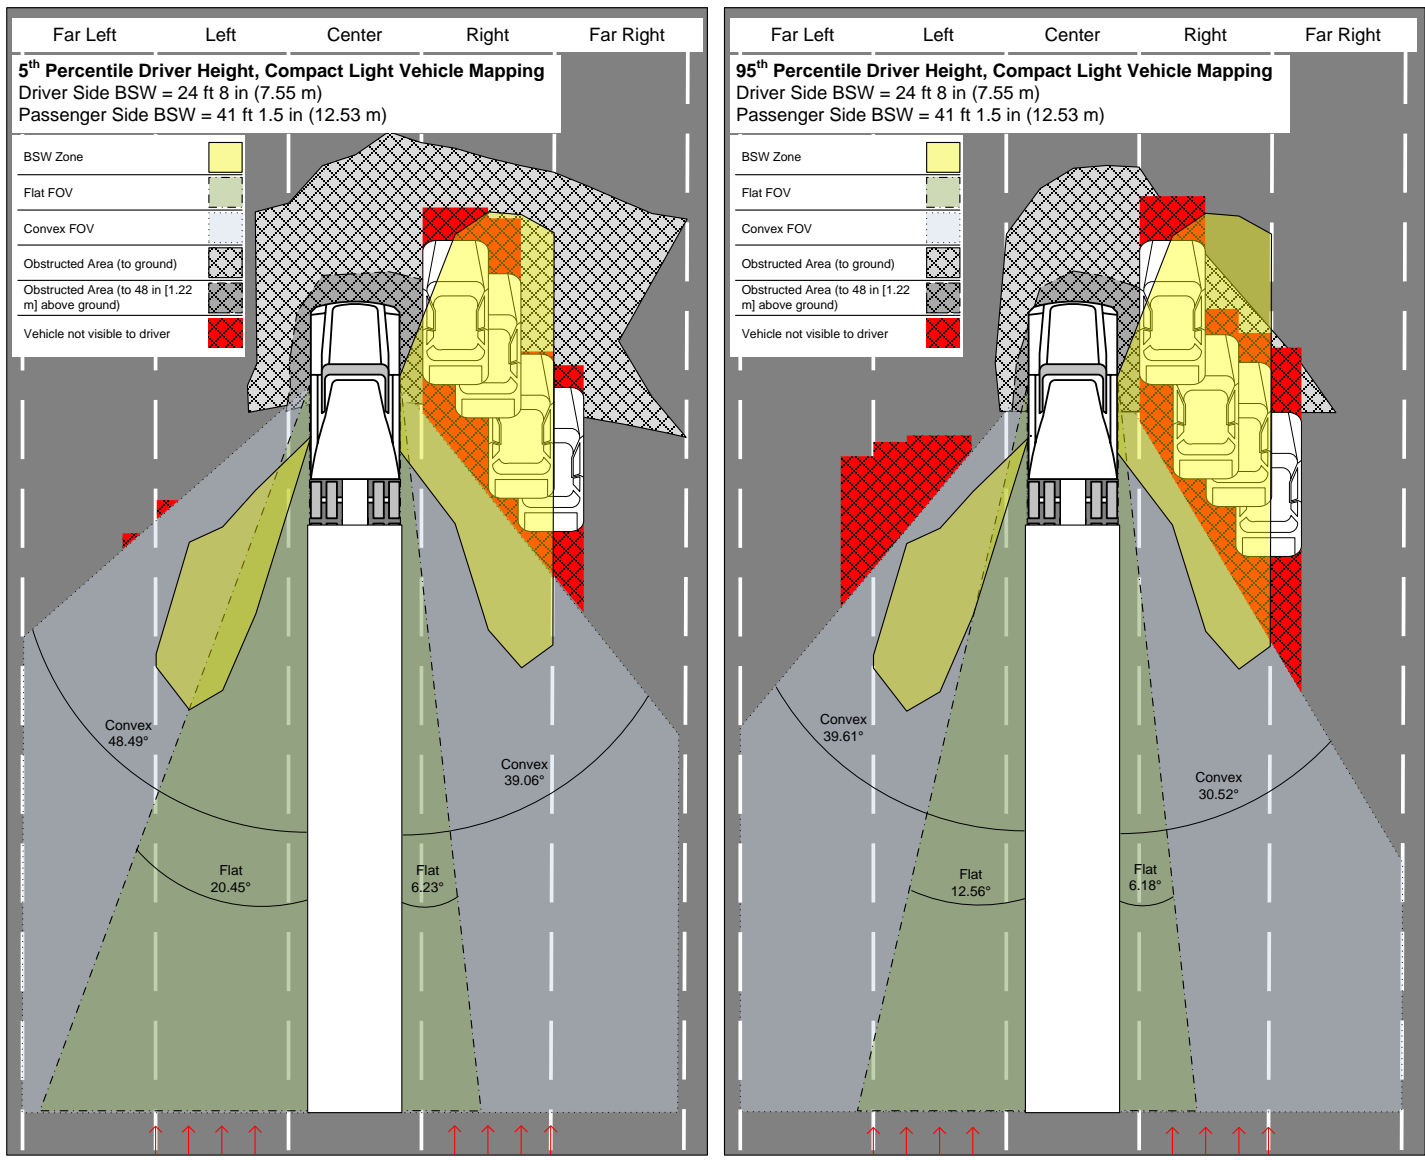 Far Left Left Center Right Far Right
5th Percentile Driver Height, Compact Light Vehicle Mapping
Driver Side BSW = 24 ft 8 in (7.55 m)
Passenger Side BSW = 41 ft 1.5 in (12.53 m)
BSW Zone
Flat FOV
Convex FOV
Obstructed Area (to ground)
Obstructed Area (to 48 in [1.22
m] above ground)
Vehicle not visible to driver
Convex
48.49°
Convex
39.06°
Flat
20.45°
Flat
6.23°
Far Left Left Center Right Far Right
95th Percentile Driver Height, Compact Light Vehicle Mapping
Driver Side BSW = 24 ft 8 in (7.55 m)
Passenger Side BSW = 41 ft 1.5 in (12.53 m)
BSW Zone
Flat FOV
Convex FOV
Obstructed Area (to ground)
Obstructed Area (to 48 in [1.22
m] above ground)
Vehicle not visible to driver
Convex
39.61°
Convex
30.52°
Flat
12.56°
Flat
6.18°